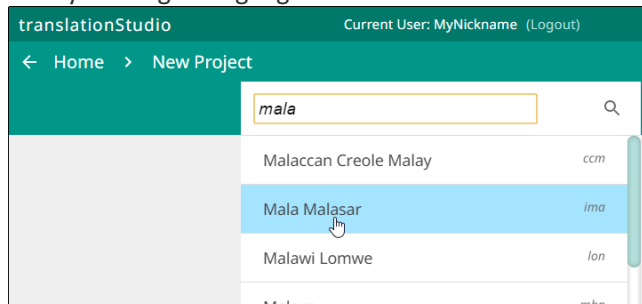 translationStudio Current User: MyNickname (Logout)
← Home > New Project
mala
Malaccan Creole Malay ccm
Mala Malasar ima
Malawi Lomwe lon